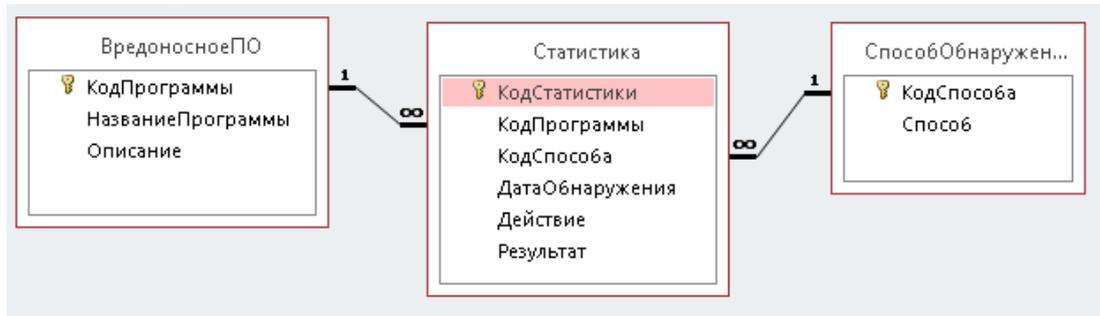 ВредоносноеПО
КодПрограммы
НазваниеПрограммы
Описание
1
∞
Статистика
КодСтатистики
КодПрограммы
КодСпособа
ДатаОбнаружения
Действие
Результат
∞
1
СпособОбнаружен...
КодСпособа
Способ